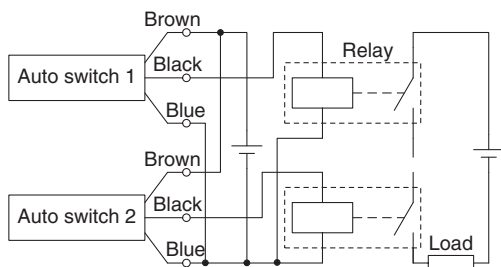 Brown
Relay
Auto switch 1
Black
Blue
Brown
Auto switch 2
Black
Blue
Load